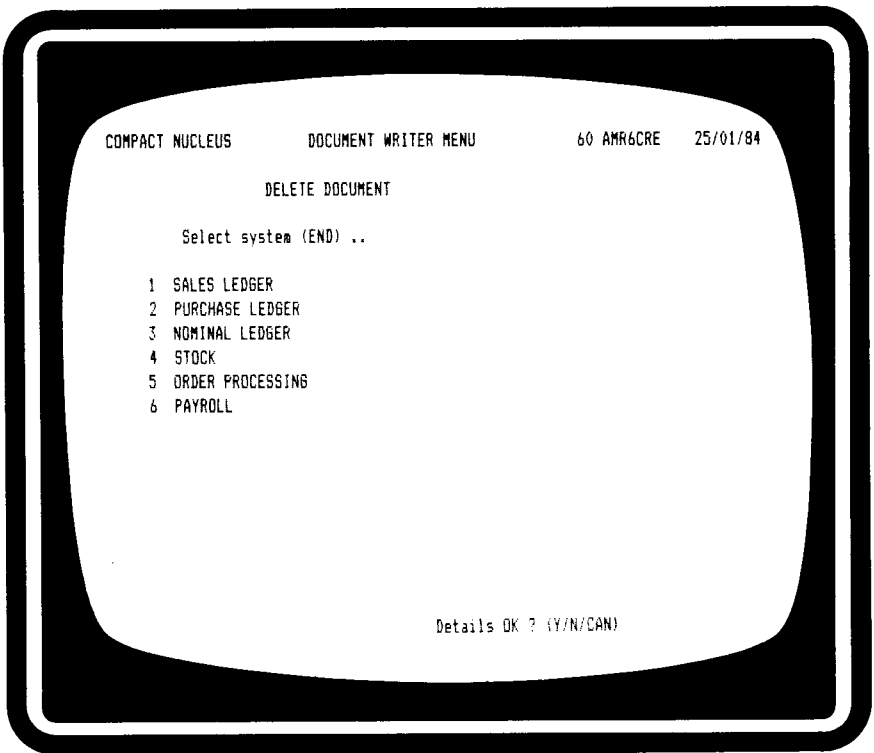 COMPACT NUCLEUS DOCUMENT WRITER MENU 60 AMR6CRE 25/01/84
DELETE DOCUMENT
Select system (END) ..
1 SALES LEDGER
2 PURCHASE LEDGER
3 NOMINAL LEDGER
4 STOCK
5 ORDER PROCESSING
6 PAYROLL
Details OK ? (Y/N/CAN)